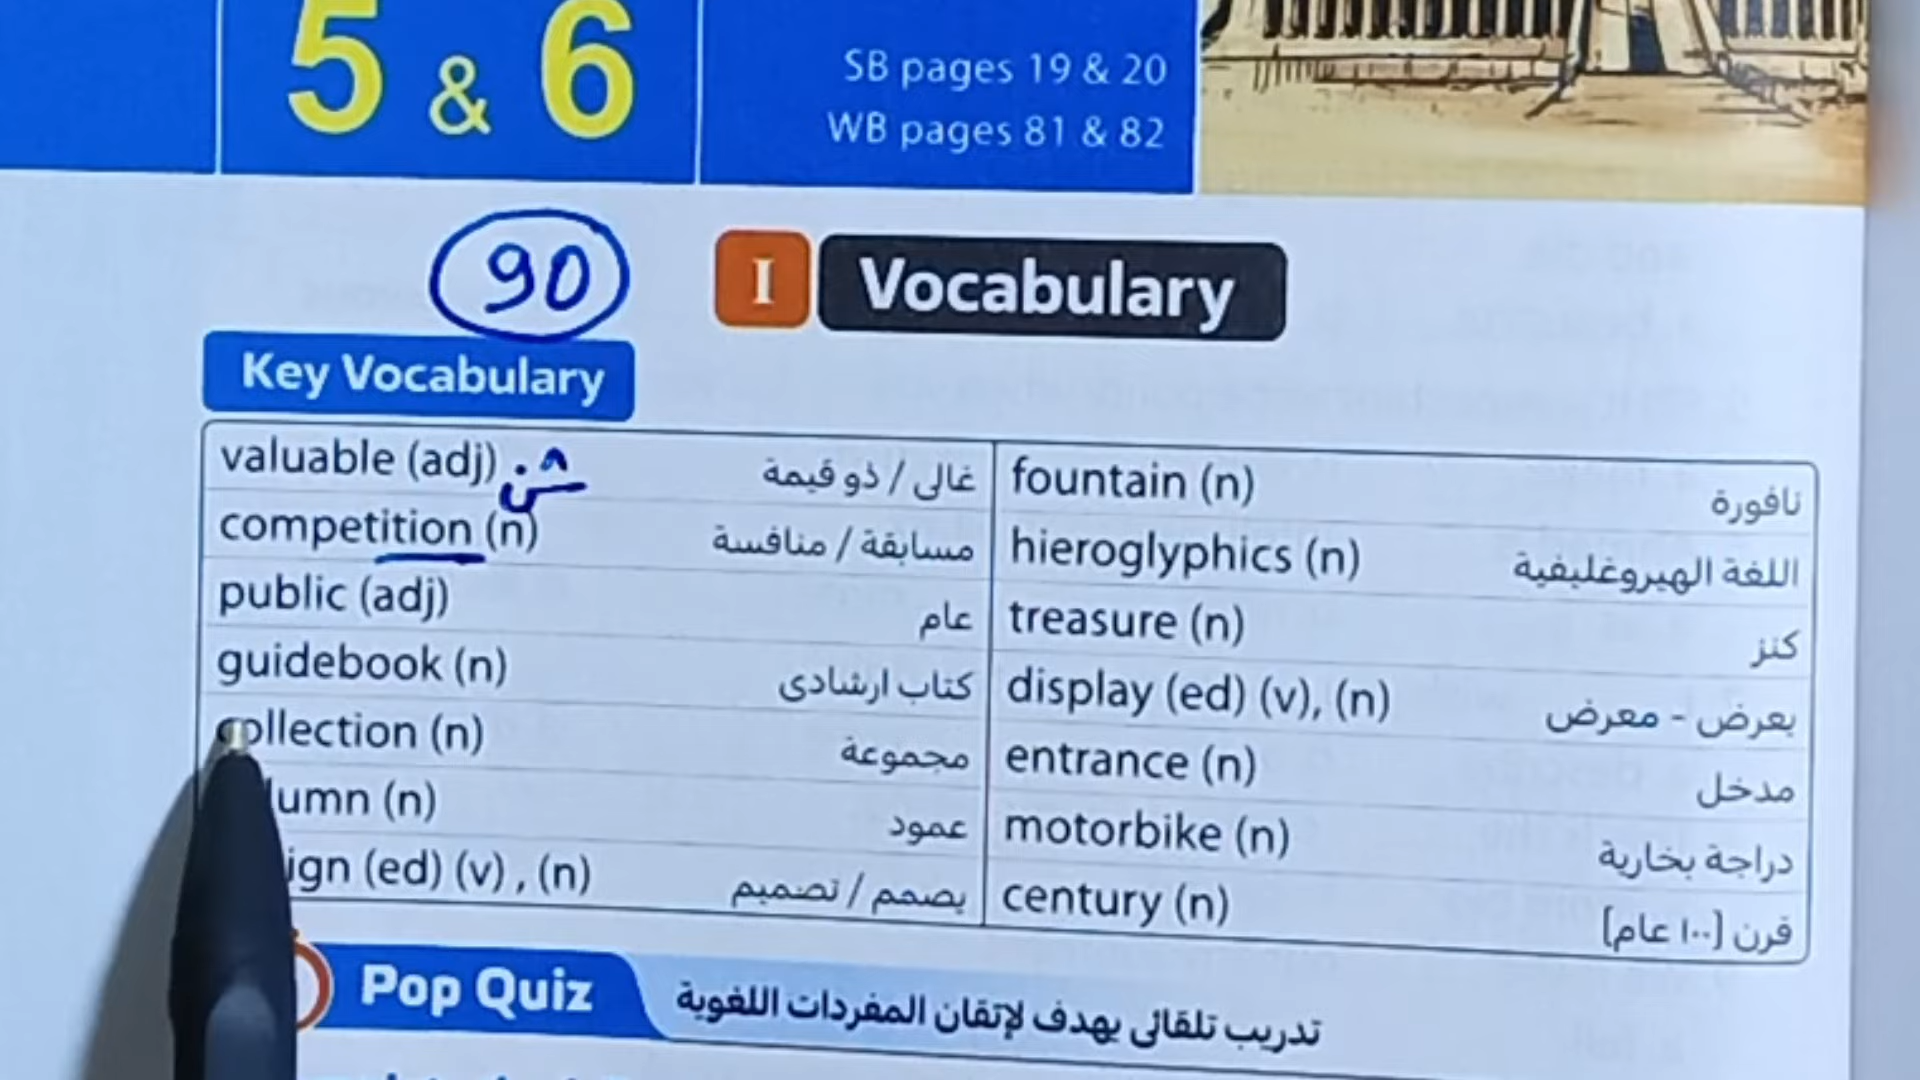 5 & 6
SB pages 19 & 20
WB pages 81 & 82
90
I Vocabulary
Key Vocabulary
valuable (adj) غالى / ذو قيمة
competition (n) مسابقة / منافسة
public (adj) عام
guidebook (n) كتاب ارشادى
collection (n) مجموعة
lumn (n) عمود
ign (ed) (v) , (n) يصمم / تصميم
fountain (n) نافورة
hieroglyphics (n) اللغة الهيروغليفية
treasure (n) كنز
display (ed) (v), (n) يعرض - معرض
entrance (n) مدخل
motorbike (n) دراجة بخارية
century (n) قرن [١٠٠ عام]
Pop Quiz تدريب تلقائى يهدف لإتقان المفردات اللغوية